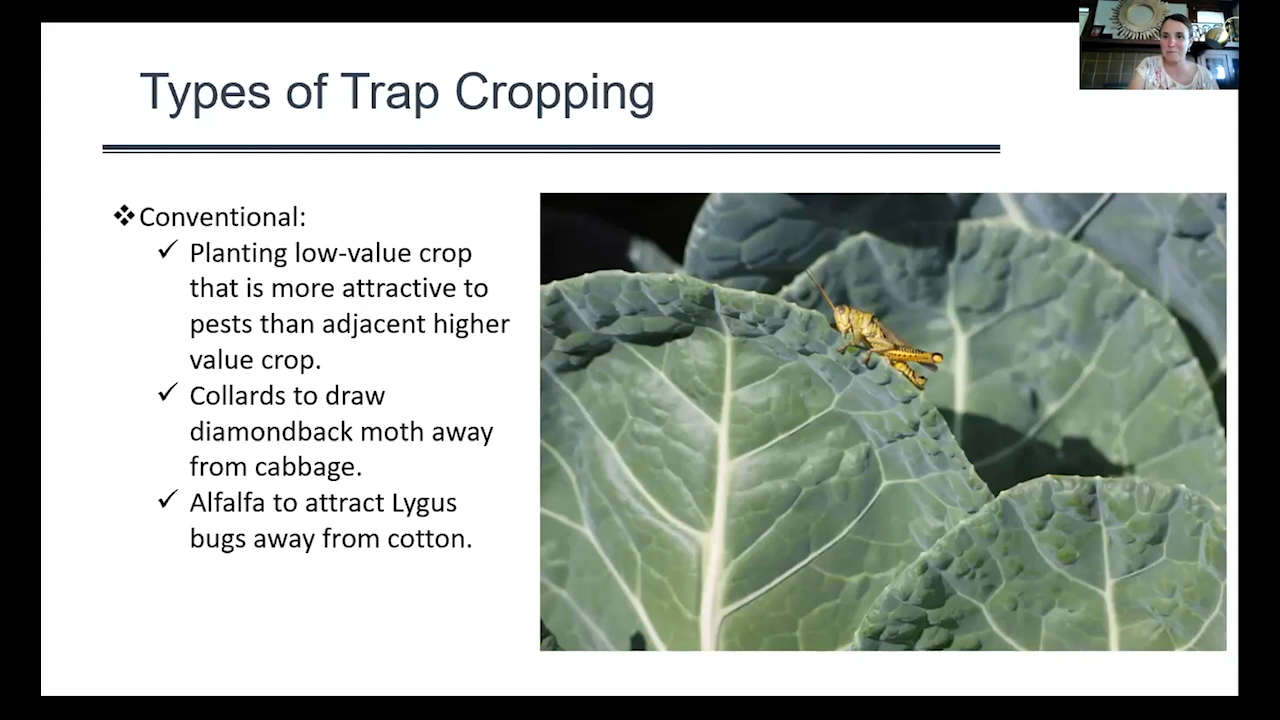 Types of Trap Cropping
❖Conventional:
✓ Planting low-value crop
that is more attractive to
pests than adjacent higher
value crop.
✓ Collards to draw
diamondback moth away
from cabbage.
✓ Alfalfa to attract Lygus
bugs away from cotton.